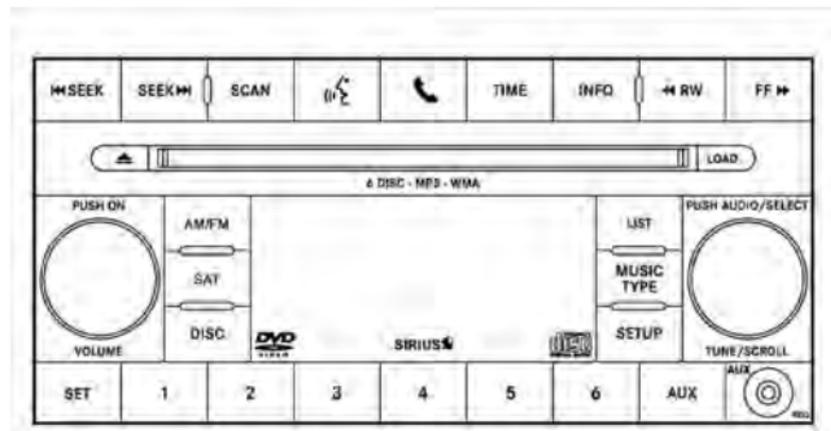 SEEK
SEEK
SCAN
TIME
INFO
RW
FF
LOAD
6 DISC - MP3 - WMA
PUSH ON
VOLUME
AM/FM
SAT
DISC
DVD
VIDEO
SIRIUS
disc
LIST
MUSIC
TYPE
SETUP
PUSH AUDIO/SELECT
TUNE/SCROLL
SET
1
2
3
4
5
6
AUX
AUX